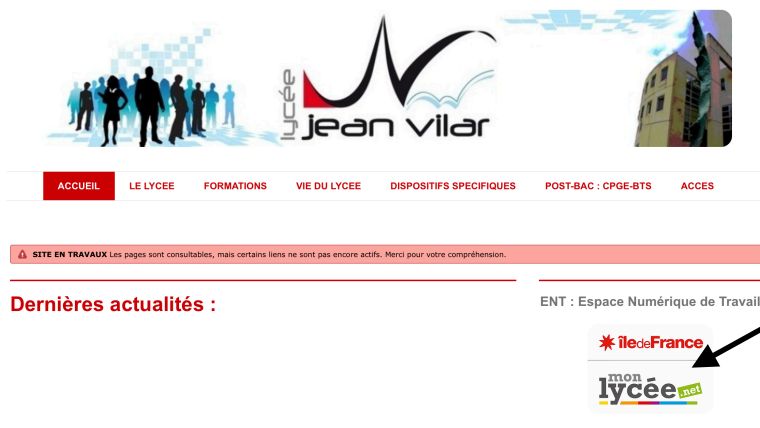 lycée
jean vilar
ACCUEIL LE LYCEE FORMATIONS VIE DU LYCEE DISPOSITIFS SPECIFIQUES POST-BAC : CPGE-BTS ACCES
SITE EN TRAVAUX Les pages sont consultables, mais certains liens ne sont pas encore actifs. Merci pour votre compréhension.
Dernières actualités :
ENT : Espace Numérique de Travail
îledeFrance
mon
lycée.net